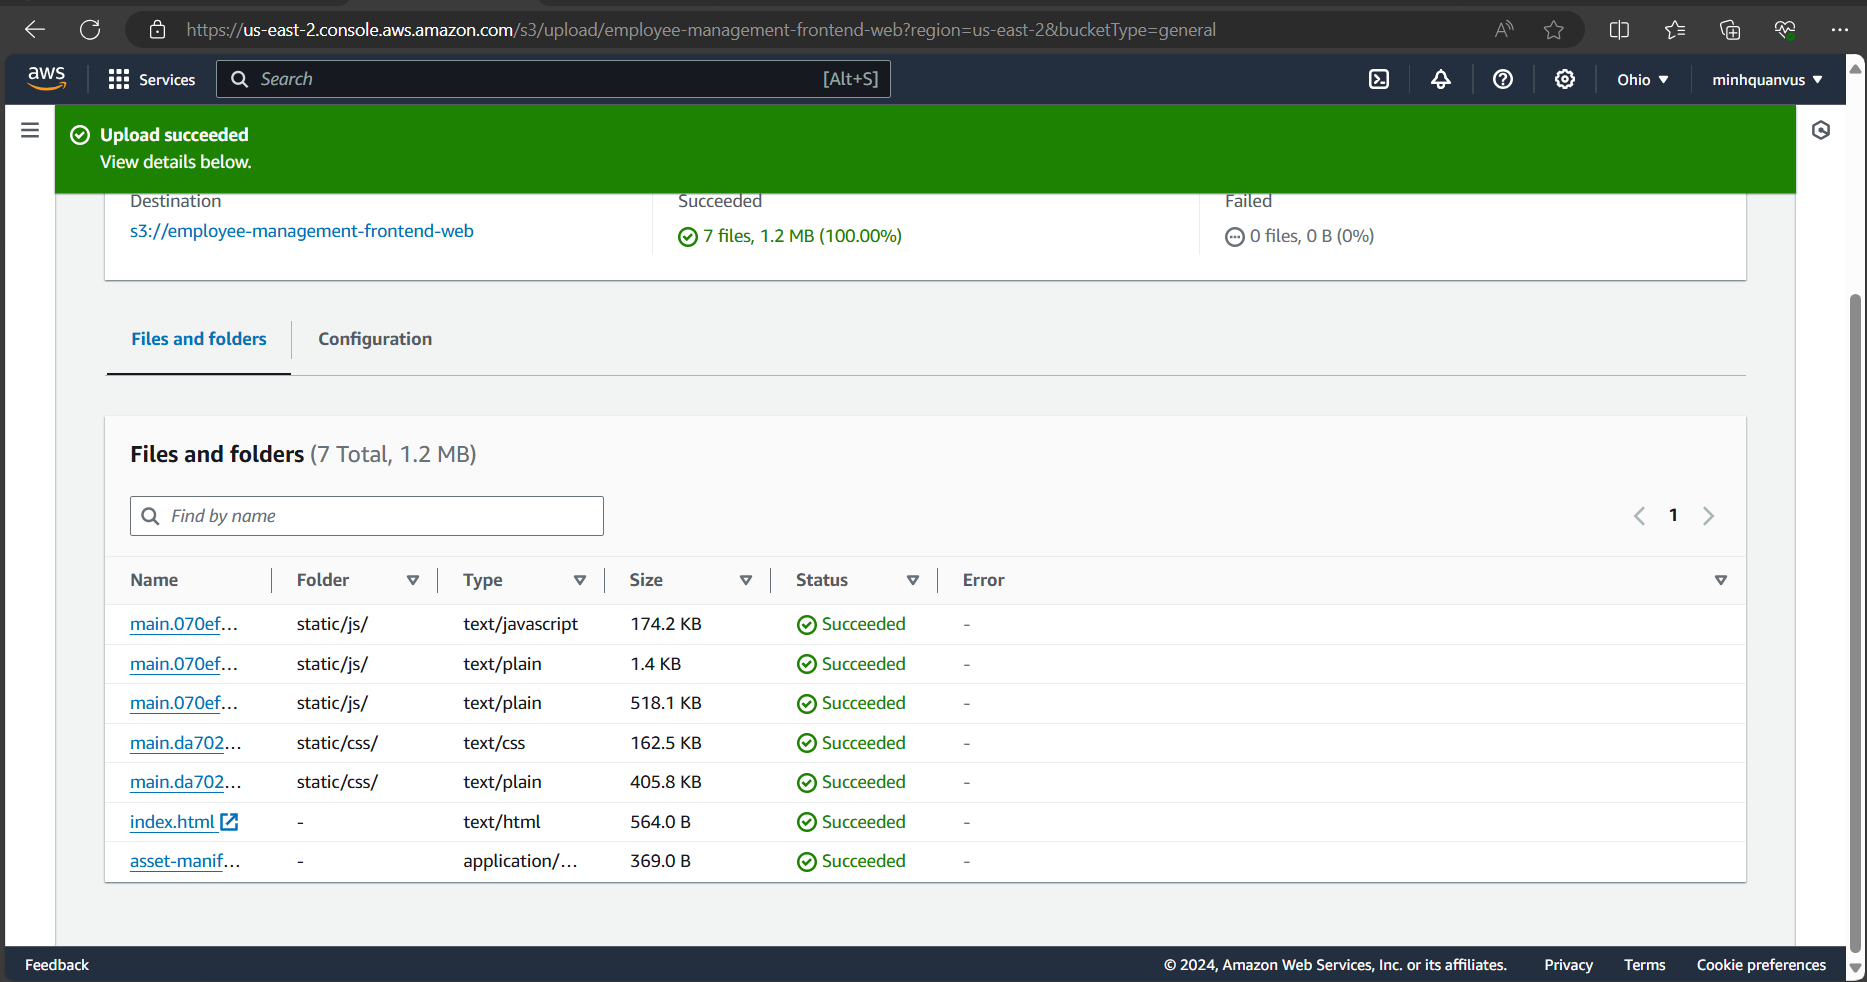 https://us-east-2.console.aws.amazon.com/s3/upload/employee-management-frontend-web?region=us-east-2&bucketType=general
aws Services Search [Alt+S] Ohio minhquanvus
Upload succeeded
View details below.
Destination Succeeded Failed
s3://employee-management-frontend-web 7 files, 1.2 MB (100.00%) 0 files, 0 B (0%)
Files and folders Configuration
Files and folders (7 Total, 1.2 MB)
Find by name 1
Name Folder Type Size Status Error
main.070ef... static/js/ text/javascript 174.2 KB Succeeded -
main.070ef... static/js/ text/plain 1.4 KB Succeeded -
main.070ef... static/js/ text/plain 518.1 KB Succeeded -
main.da702... static/css/ text/css 162.5 KB Succeeded -
main.da702... static/css/ text/plain 405.8 KB Succeeded -
index.html - text/html 564.0 B Succeeded -
asset-manif... - application/... 369.0 B Succeeded -
Feedback © 2024, Amazon Web Services, Inc. or its affiliates. Privacy Terms Cookie preferences